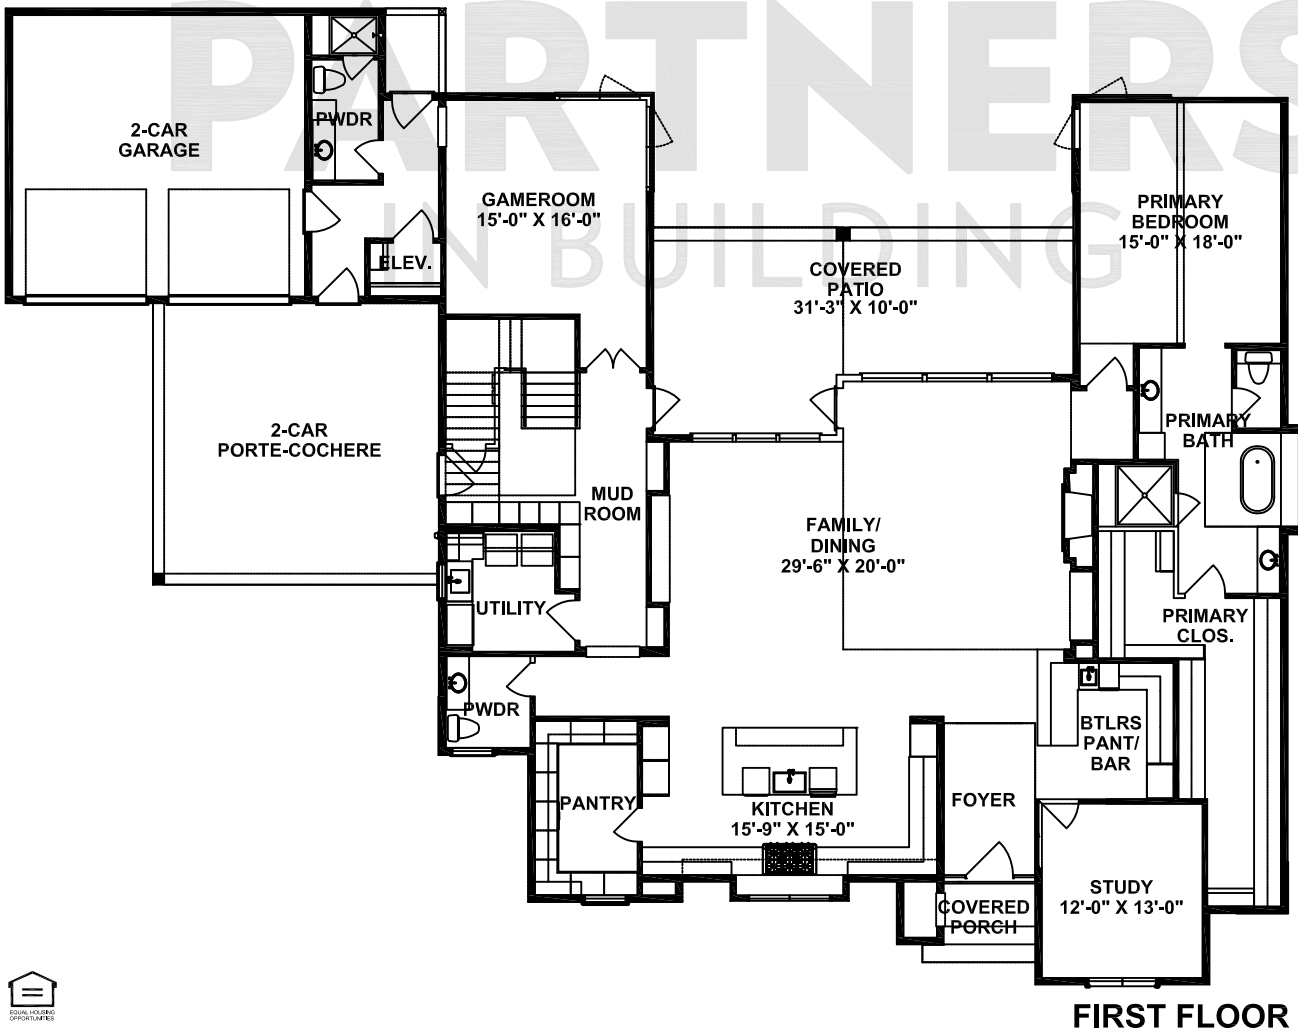 PARTNERS
IN BUILDING
2-CAR
GARAGE
PWDR
ELEV.
GAMEROOM
15'-0" X 16'-0"
COVERED
PATIO
31'-3" X 10'-0"
PRIMARY
BEDROOM
15'-0" X 18'-0"
2-CAR
PORTE-COCHERE
MUD
ROOM
FAMILY/
DINING
29'-6" X 20'-0"
PRIMARY
BATH
UTILITY
PRIMARY
CLOS.
PWDR
BTLRS
PANT/
BAR
PANTRY
KITCHEN
15'-9" X 15'-0"
FOYER
STUDY
12'-0" X 13'-0"
COVERED
PORCH
EQUAL HOUSING
OPPORTUNITIES
FIRST FLOOR